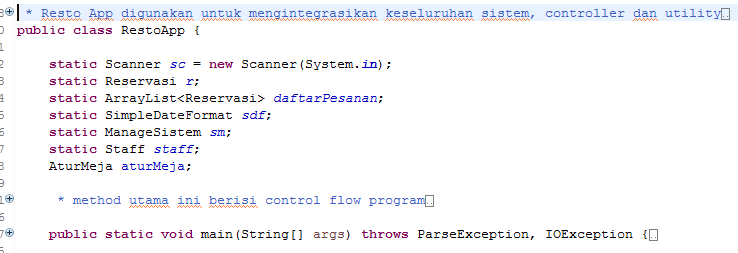 * Resto App digunakan untuk mengintegrasikan keseluruhan sistem, controller dan utility
public class RestoApp {
static Scanner sc = new Scanner(System.in);
static Reservasi r;
static ArrayList<Reservasi> daftarPesanan;
static SimpleDateFormat sdf;
static ManageSistem sm;
static Staff staff;
AturMeja aturMeja;
* method utama ini berisi control flow program
public static void main(String[] args) throws ParseException, IOException {